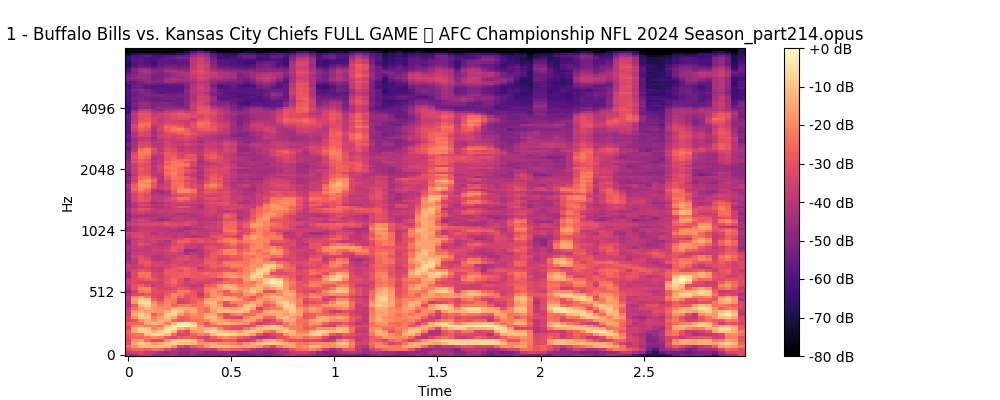 1 - Buffalo Bills vs. Kansas City Chiefs FULL GAME ▯ AFC Championship NFL 2024 Season_part214.opus
+0 dB
-10 dB
-20 dB
-30 dB
-40 dB
-50 dB
-60 dB
-70 dB
-80 dB
4096
2048
1024
512
0
Hz
0
0.5
1
1.5
2
2.5
Time